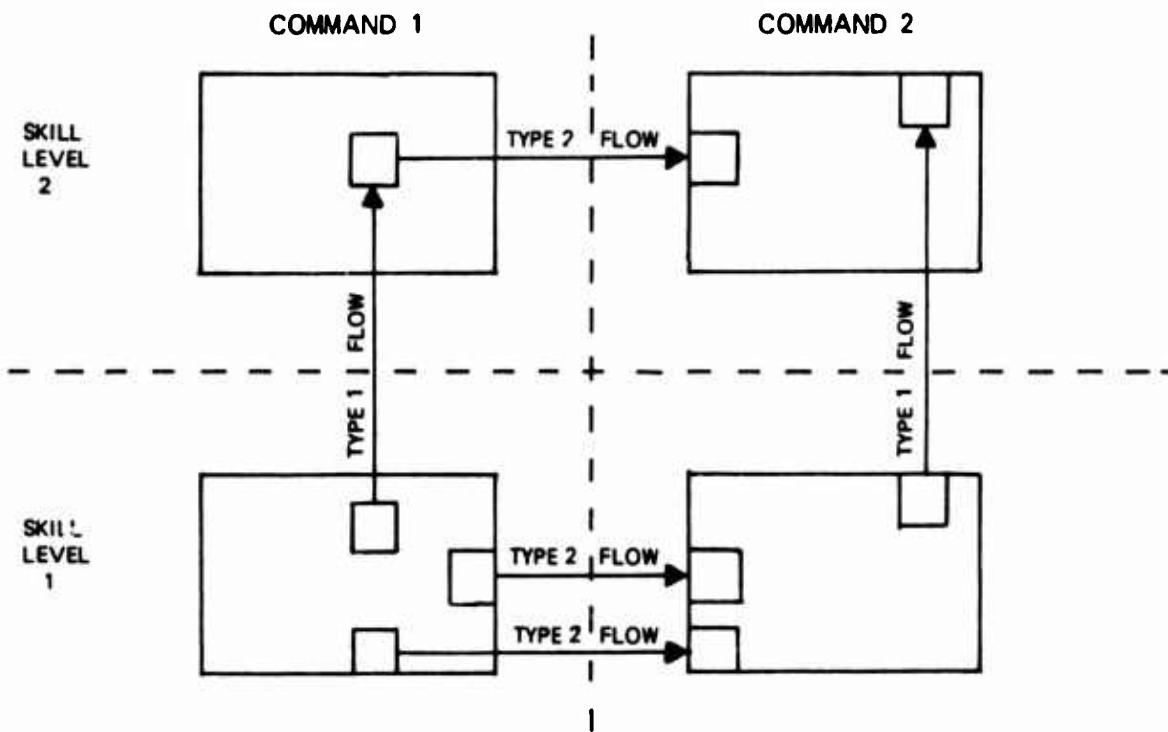 COMMAND 1
COMMAND 2
SKILL
LEVEL
2
TYPE 2 FLOW
TYPE 1 FLOW
TYPE 1 FLOW
SKILL
LEVEL
1
TYPE 2 FLOW
TYPE 2 FLOW